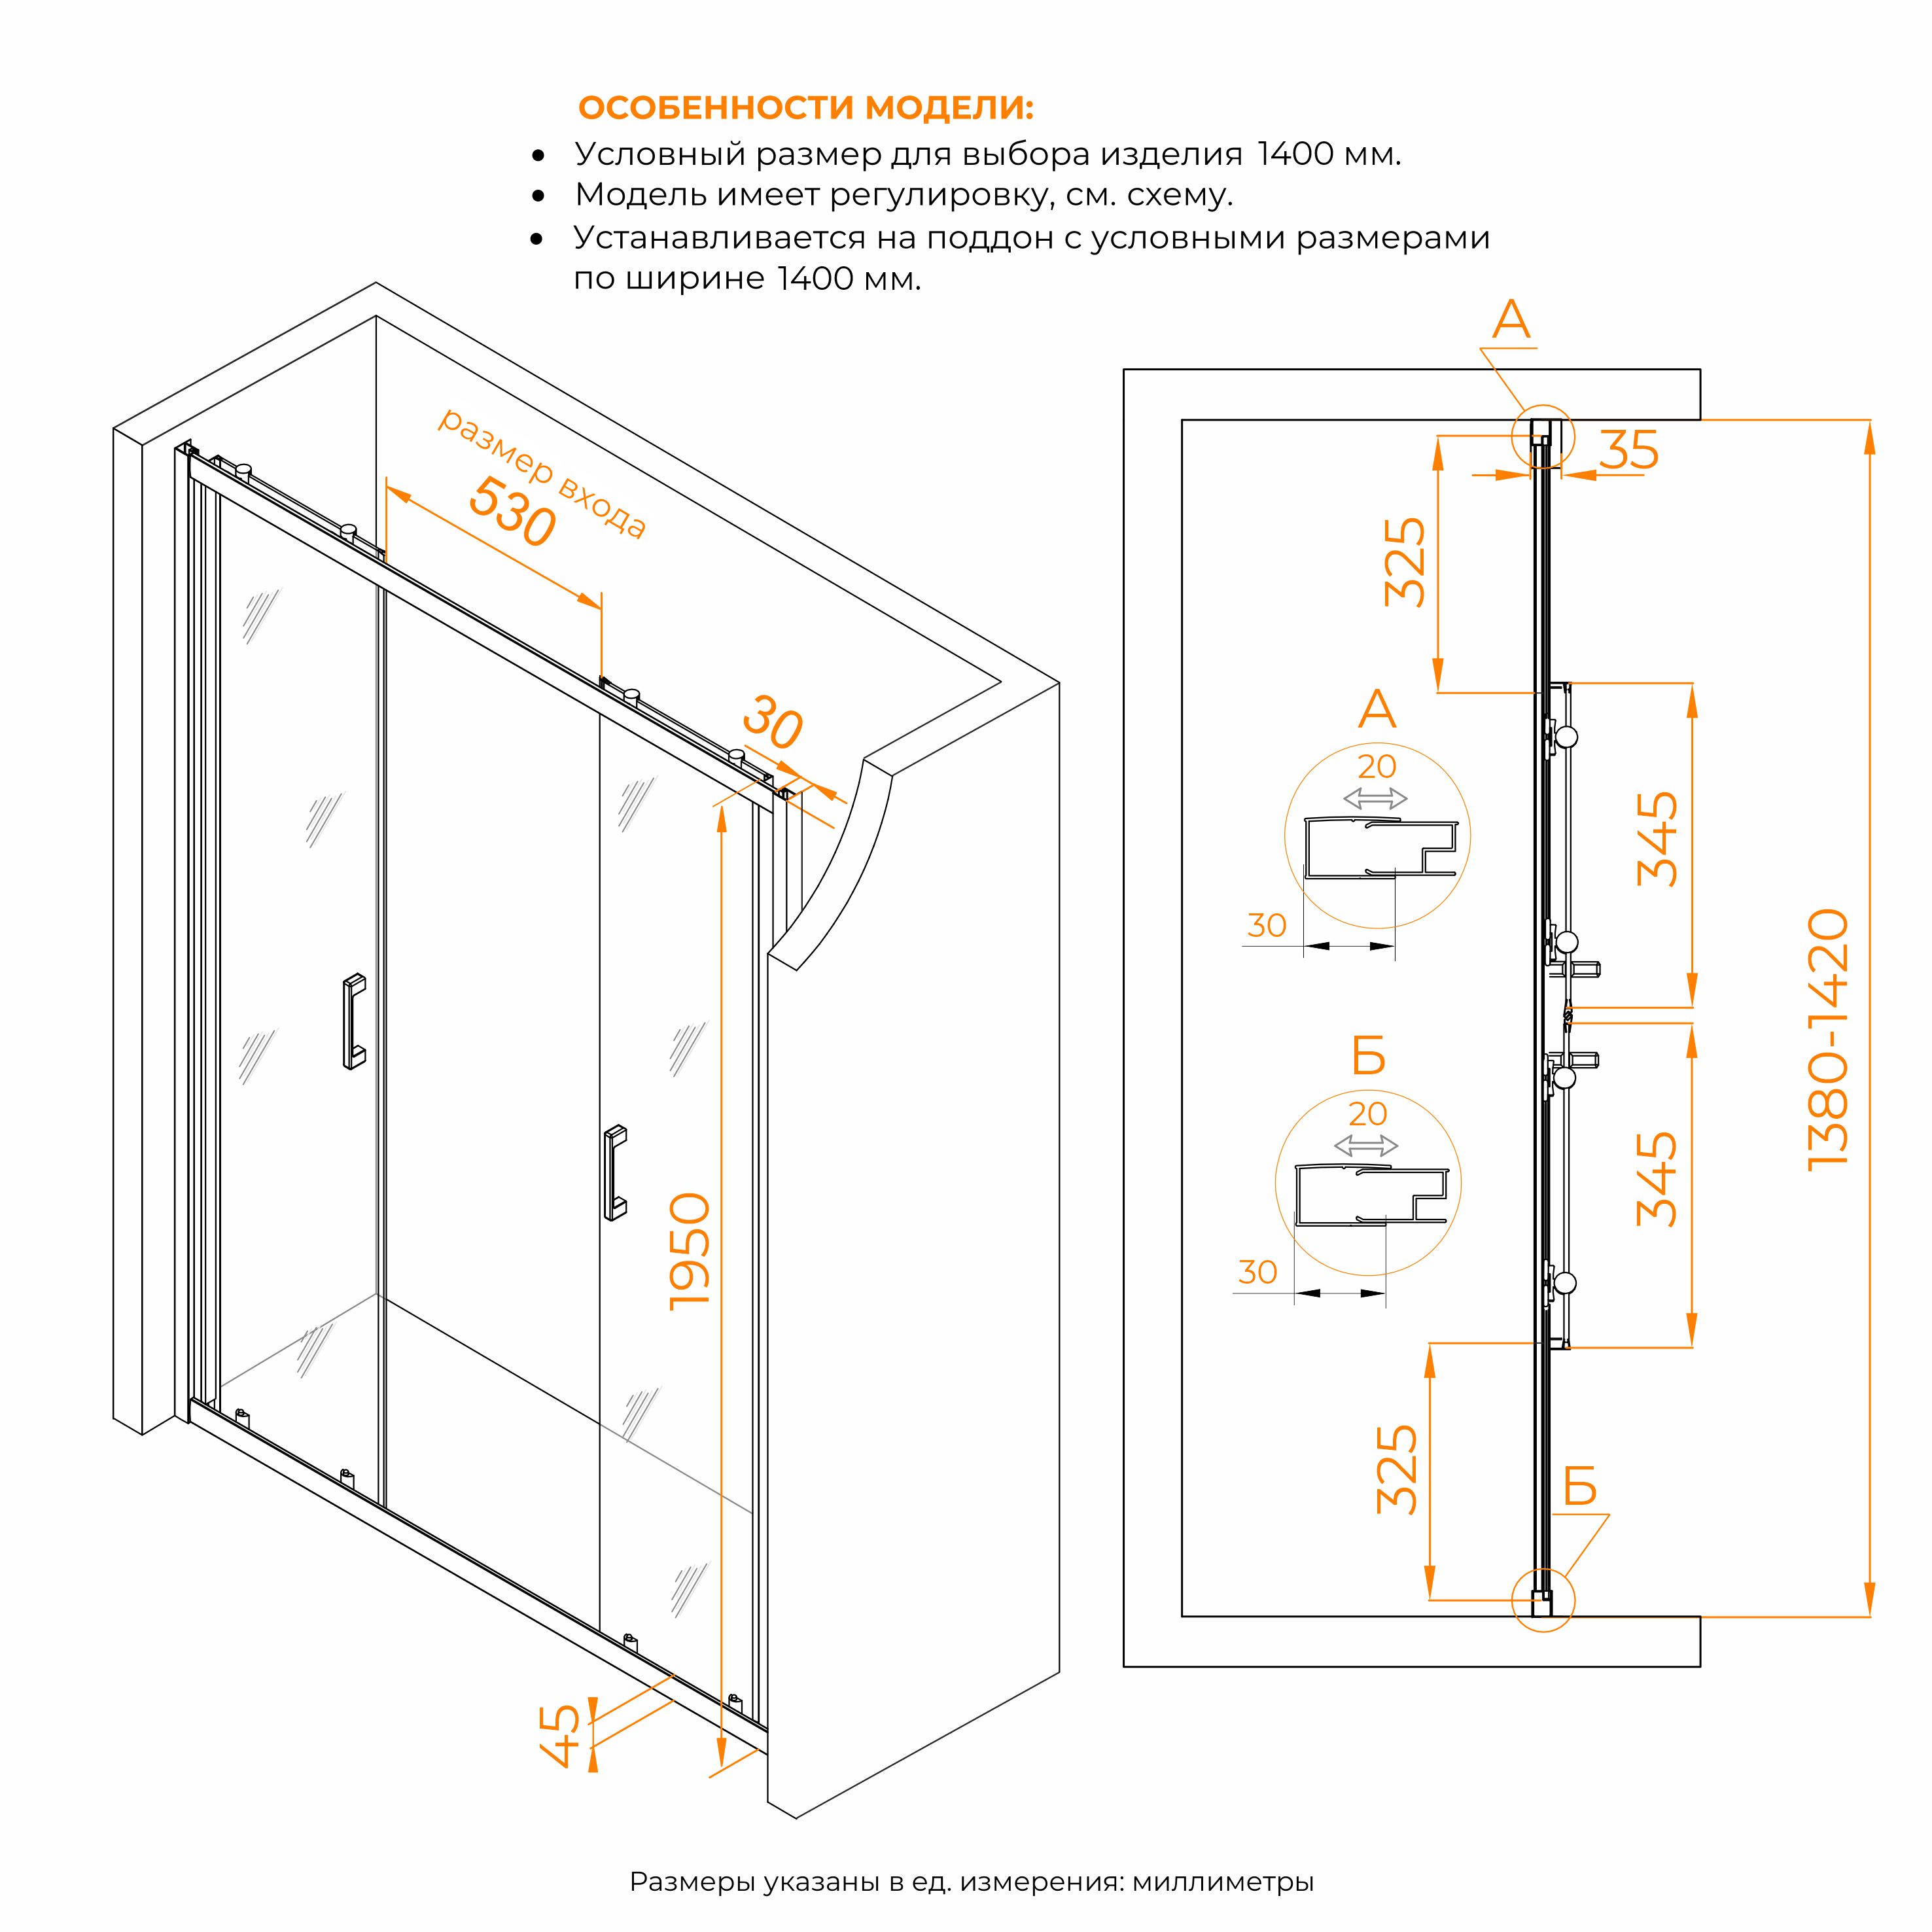 ОСОБЕННОСТИ МОДЕЛИ:
• Условный размер для выбора изделия 1400 мм.
• Модель имеет регулировку, см. схему.
• Устанавливается на поддон с условными размерами
по ширине 1400 мм.
размер входа
530
30
1950
45
А
35
325
А
20
30
345
1380-1420
Б
20
30
345
325
Б
Размеры указаны в ед. измерения: миллиметры